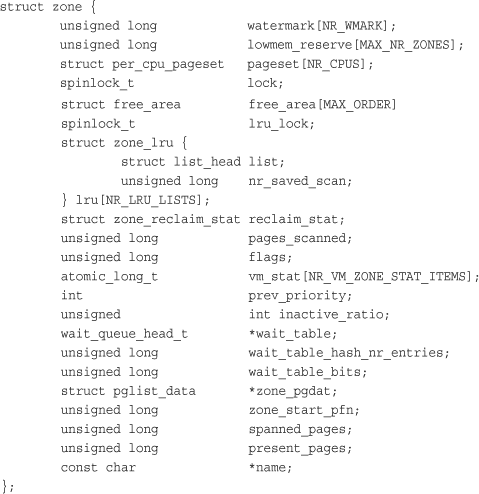 struct zone {
        unsigned long            watermark[NR_WMARK];
        unsigned long            lowmem_reserve[MAX_NR_ZONES];
        struct per_cpu_pageset   pageset[NR_CPUS];
        spinlock_t               lock;
        struct free_area         free_area[MAX_ORDER]
        spinlock_t               lru_lock;
        struct zone_lru {
                struct list_head list;
                unsigned long    nr_saved_scan;
        } lru[NR_LRU_LISTS];
        struct zone_reclaim_stat reclaim_stat;
        unsigned long            pages_scanned;
        unsigned long            flags;
        atomic_long_t            vm_stat[NR_VM_ZONE_STAT_ITEMS];
        int                      prev_priority;
        unsigned                 int inactive_ratio;
        wait_queue_head_t        *wait_table;
        unsigned long            wait_table_hash_nr_entries;
        unsigned long            wait_table_bits;
        struct pglist_data       *zone_pgdat;
        unsigned long            zone_start_pfn;
        unsigned long            spanned_pages;
        unsigned long            present_pages;
        const char               *name;
};